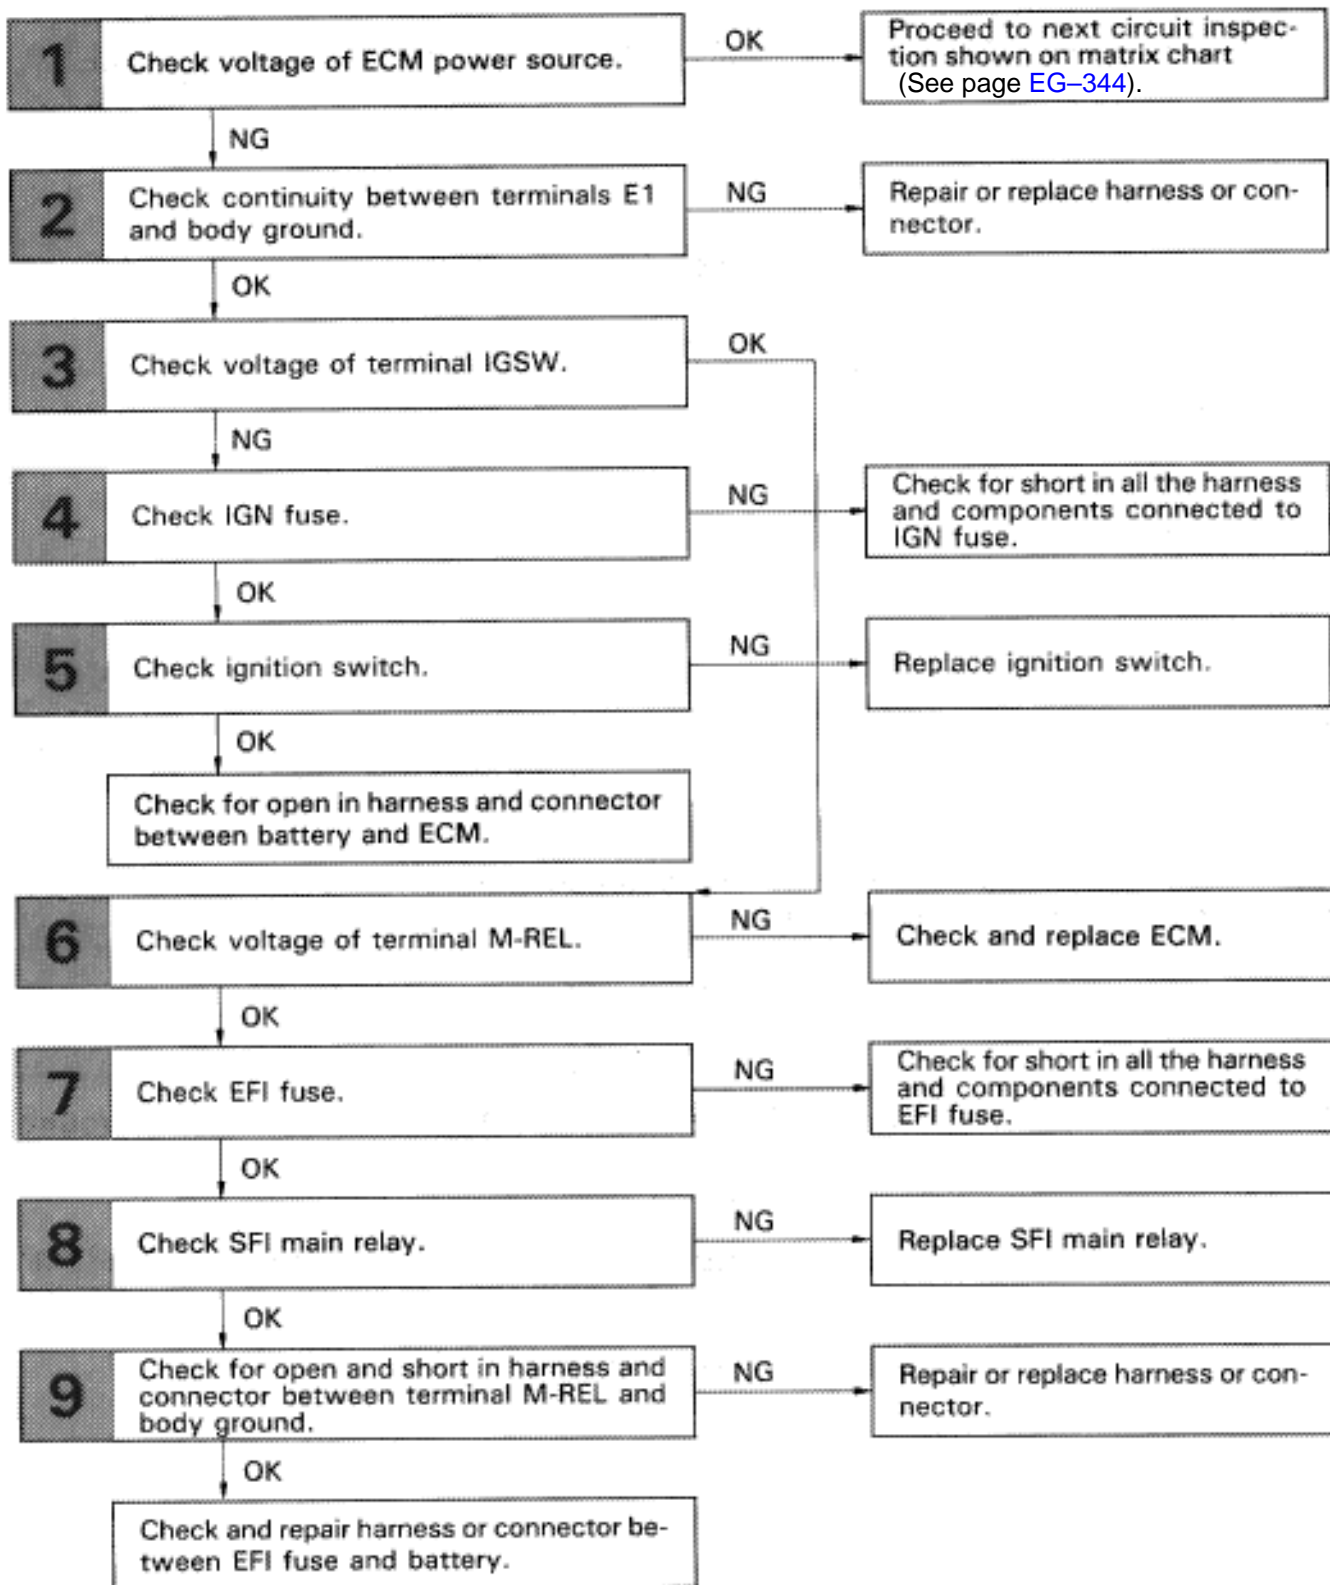 1
Check voltage of ECM power source.
OK
Proceed to next circuit inspec-
tion shown on matrix chart
(See page EG–344).
NG
2
Check continuity between terminals E1
and body ground.
NG
Repair or replace harness or con-
nector.
OK
3
Check voltage of terminal IGSW.
OK
NG
4
Check IGN fuse.
NG
Check for short in all the harness
and components connected to
IGN fuse.
OK
5
Check ignition switch.
NG
Replace ignition switch.
OK
Check for open in harness and connector
between battery and ECM.
6
Check voltage of terminal M-REL.
NG
Check and replace ECM.
OK
7
Check EFI fuse.
NG
Check for short in all the harness
and components connected to
EFI fuse.
OK
8
Check SFI main relay.
NG
Replace SFI main relay.
OK
9
Check for open and short in harness and
connector between terminal M-REL and
body ground.
NG
Repair or replace harness or con-
nector.
OK
Check and repair harness or connector be-
tween EFI fuse and battery.